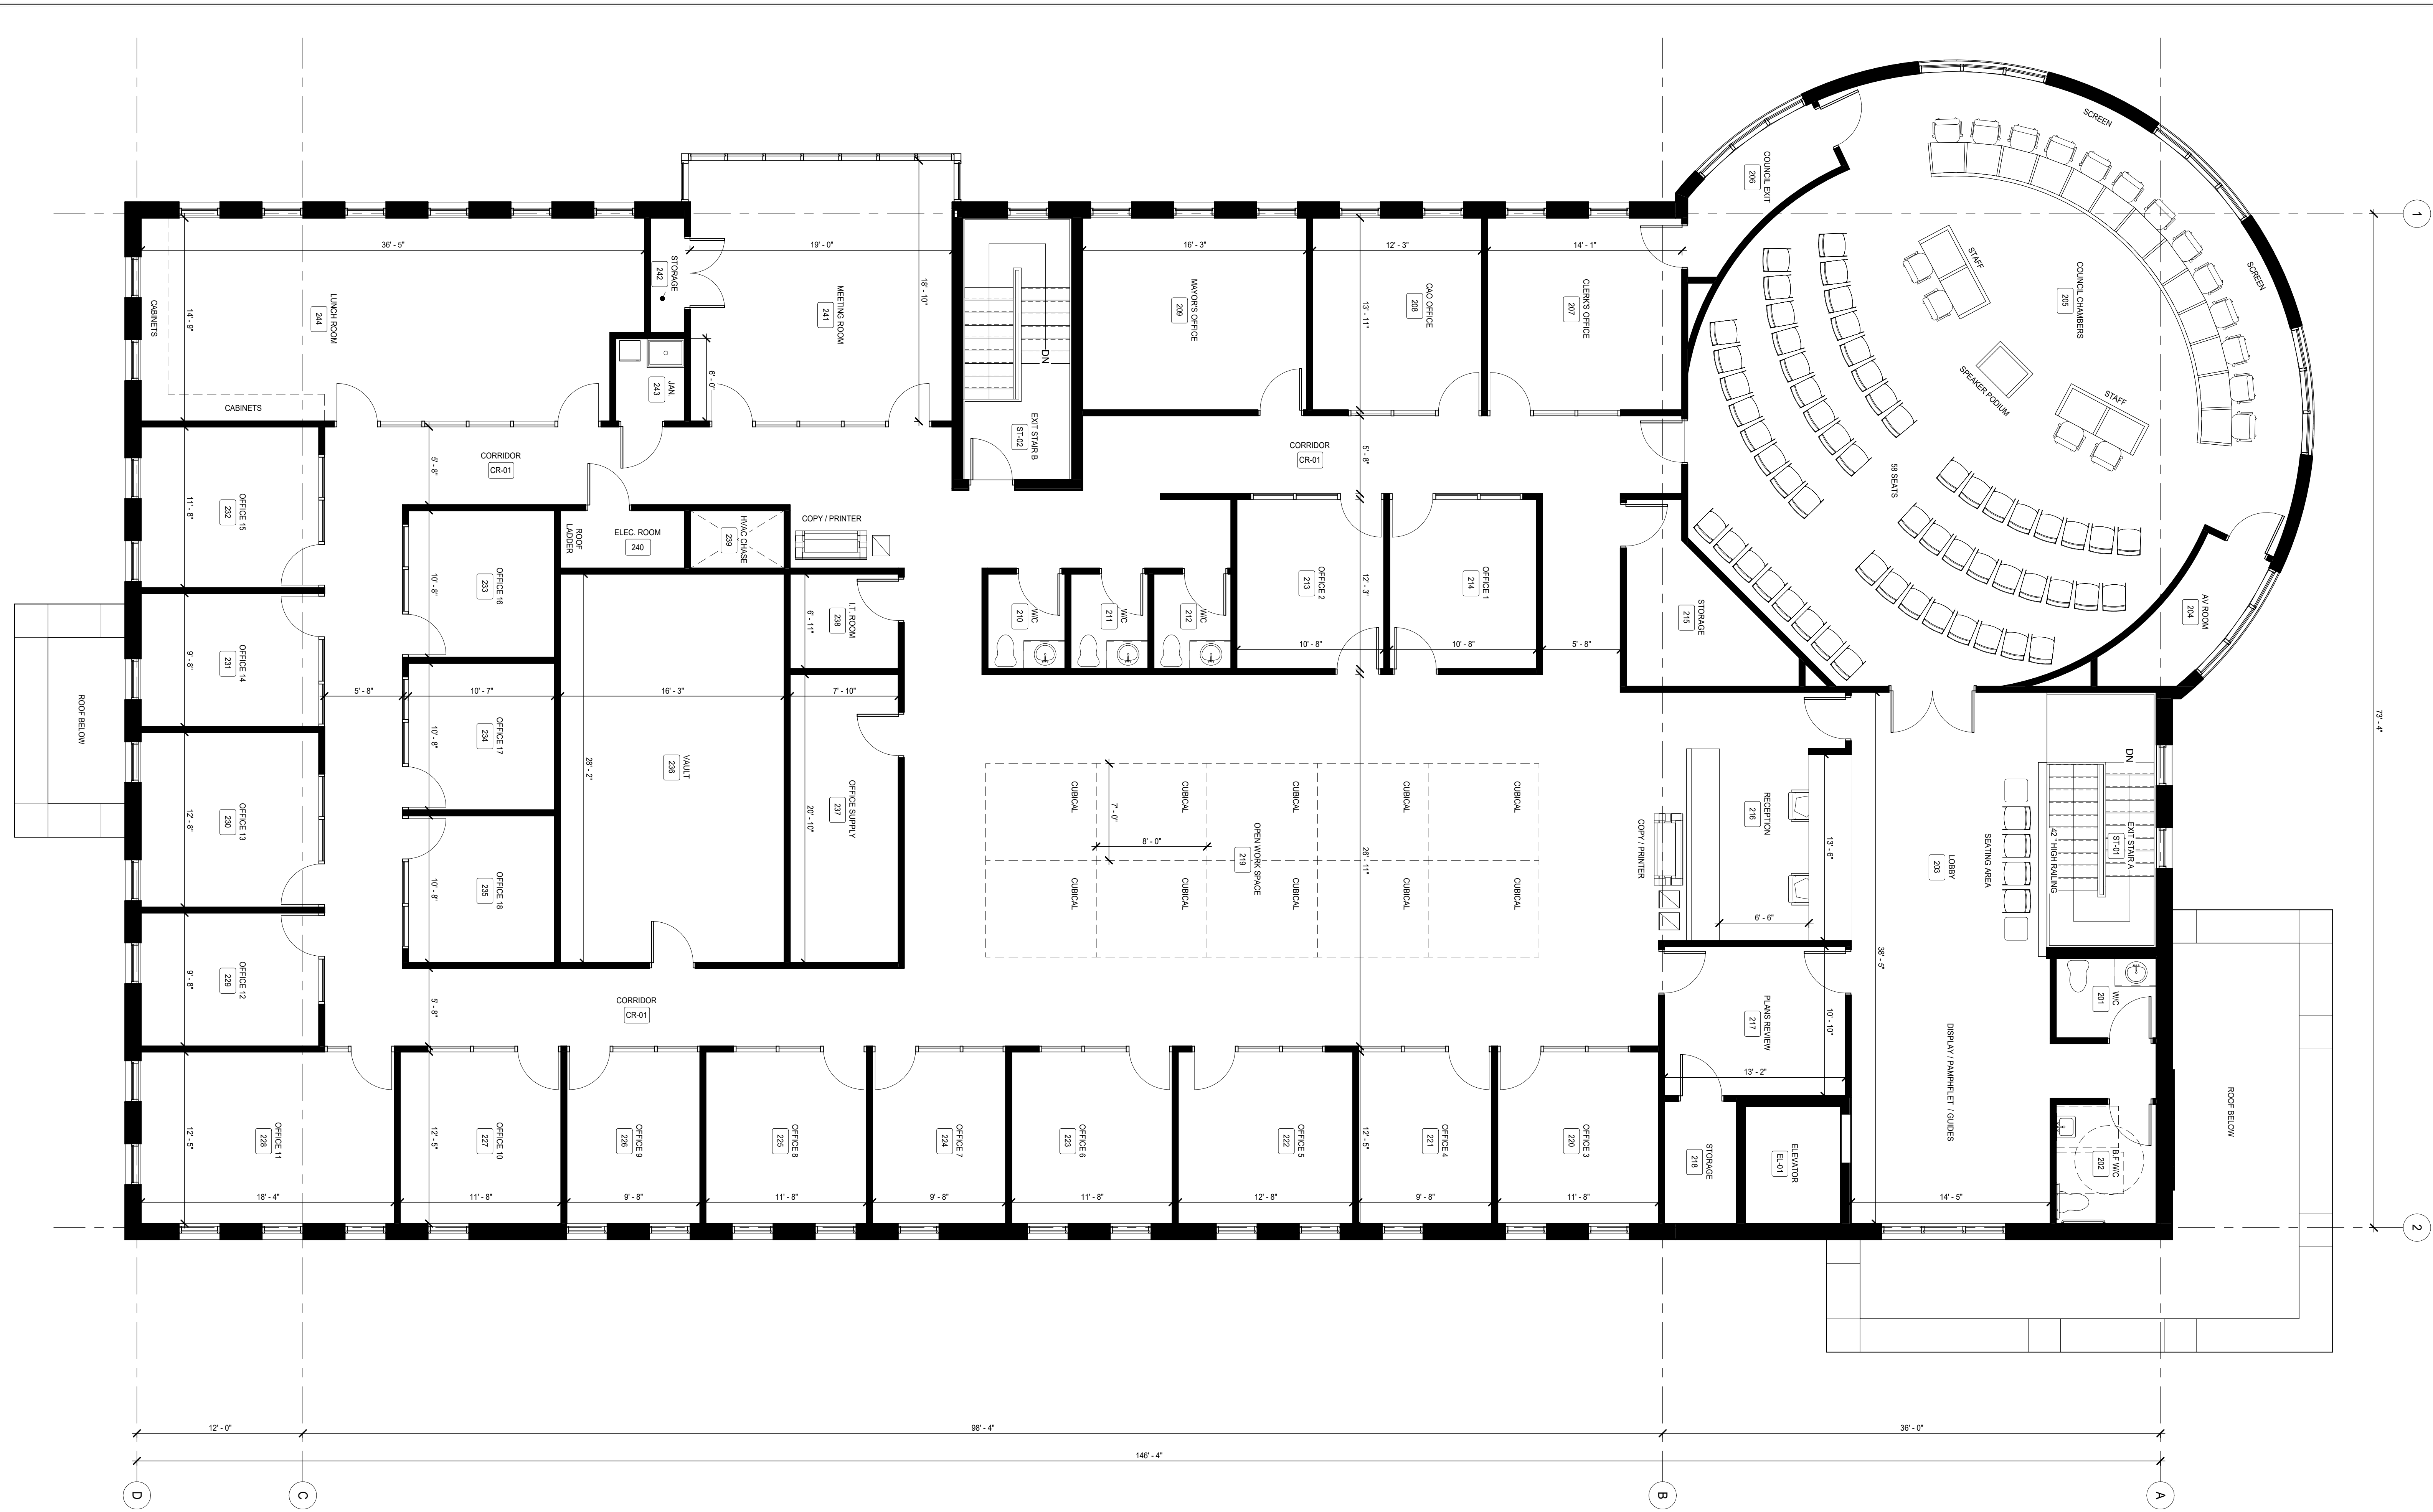 1
SCREEN
COUNCIL EXIT
206
STAFF
COUNCIL CHAMBERS
205
SCREEN
36' - 5"
19' - 0"
16' - 3"
12' - 3"
14' - 1"
STORAGE
242
18' - 10"
CABINETS
14' - 9"
LUNCH ROOM
244
MEETING ROOM
241
MAYOR'S OFFICE
209
CAO OFFICE
208
13' - 11"
CLERK'S OFFICE
207
DN
SPEAKER PODIUM
STAFF
JAN.
243
6' - 0"
CABINETS
EXIT STAIR B
ST-02
CORRIDOR
CR-01
5' - 8"
CORRIDOR
CR-01
5' - 8"
58 SEATS
OFFICE 15
232
11' - 8"
ROOF
LADDER
ELEC. ROOM
240
HVAC CHASE
239
COPY / PRINTER
OFFICE 16
233
10' - 8"
I.T. ROOM
238
6' - 11"
W/C
210
W/C
211
W/C
212
OFFICE 2
213
12' - 3"
OFFICE 1
214
10' - 8"
10' - 8"
5' - 8"
STORAGE
215
AV ROOM
204
OFFICE 14
231
9' - 8"
5' - 8"
10' - 7"
16' - 3"
7' - 10"
ROOF BELOW
OFFICE 17
234
10' - 8"
VAULT
236
28' - 2"
OFFICE SUPPLY
237
20' - 10"
73' - 4"
CUBICAL
CUBICAL
CUBICAL
CUBICAL
CUBICAL
7' - 0"
8' - 0"
OPEN WORK SPACE
219
26' - 11"
CUBICAL
CUBICAL
CUBICAL
CUBICAL
CUBICAL
COPY / PRINTER
RECEPTION
216
13' - 6"
6' - 6"
DN
EXIT STAIR A
ST-01
42 " HIGH RAILING
SEATING AREA
LOBBY
203
38' - 5"
OFFICE 13
230
12' - 8"
OFFICE 18
235
10' - 8"
OFFICE 12
229
9' - 8"
5' - 8"
CORRIDOR
CR-01
PLANS REVIEW
217
10' - 10"
13' - 2"
W/C
201
DISPLAY / PAMPHFLET / GUIDES
ROOF BELOW
B.F W/C
202
12' - 5"
OFFICE 11
228
12' - 5"
OFFICE 10
227
OFFICE 9
226
OFFICE 8
225
OFFICE 7
224
OFFICE 6
223
OFFICE 5
222
12' - 5"
OFFICE 4
221
OFFICE 3
220
STORAGE
218
ELEVATOR
EL-01
18' - 4"
11' - 8"
9' - 8"
11' - 8"
9' - 8"
11' - 8"
12' - 8"
9' - 8"
11' - 8"
14' - 5"
2
12' - 0"
98' - 4"
36' - 0"
146' - 4"
D
C
B
A